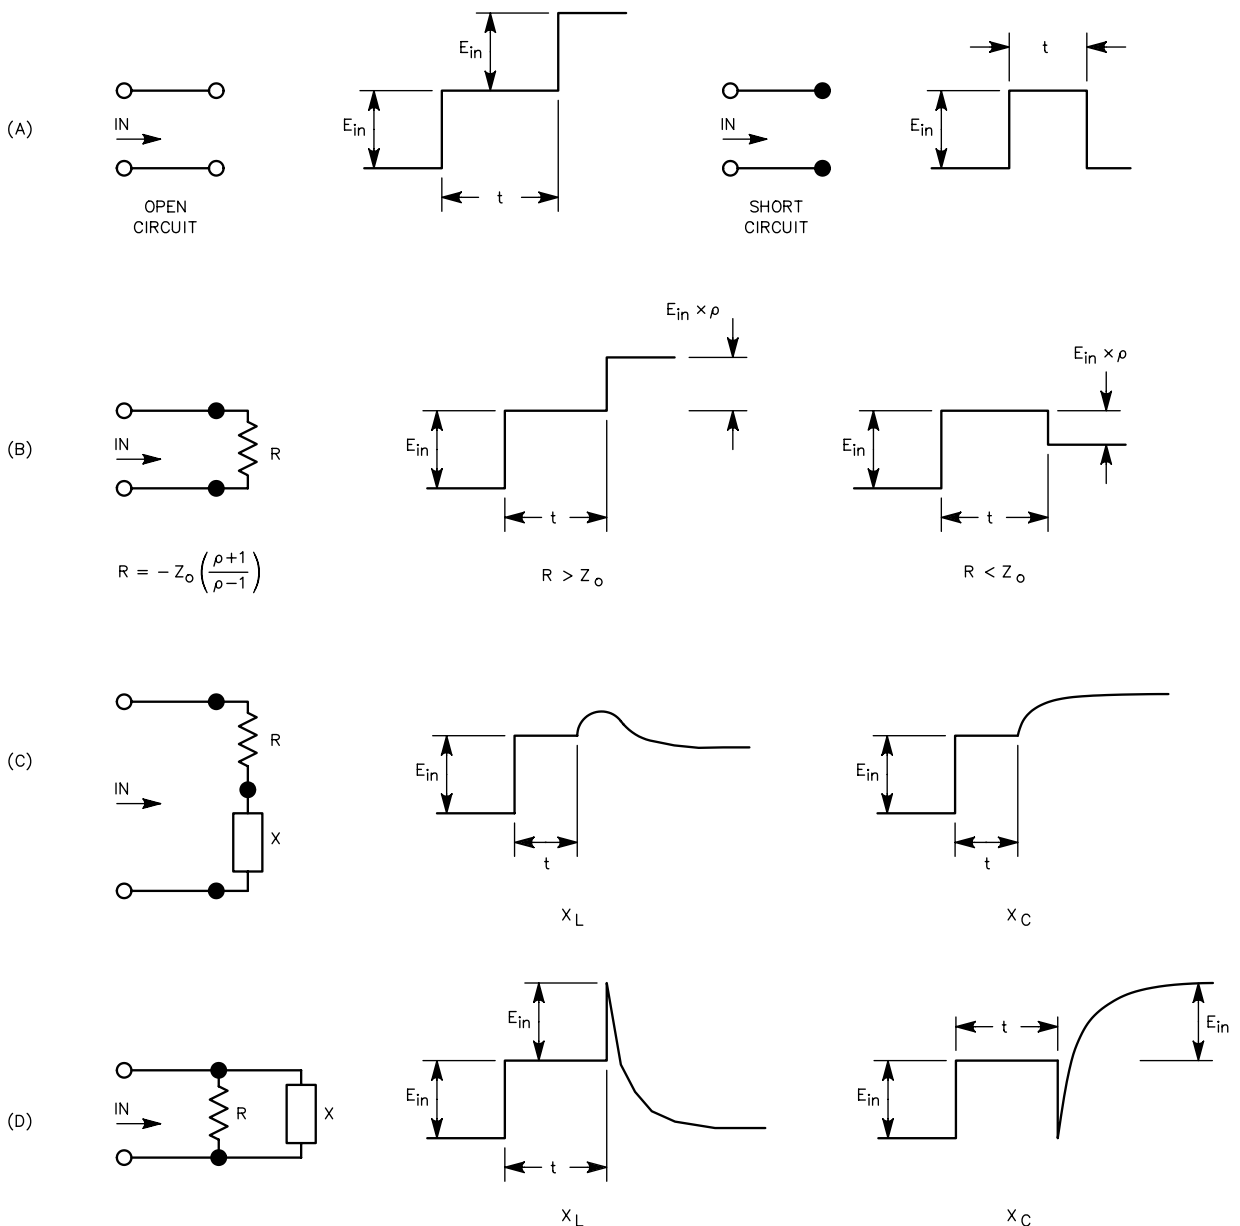 (A)
IN
OPEN
CIRCUIT
E_in
E_in
t
IN
SHORT
CIRCUIT
E_in
t
(B)
IN
R
R = − Z_o (ρ+1 / ρ−1)
E_in
t
E_in × ρ
R > Z_o
E_in
t
E_in × ρ
R < Z_o
(C)
IN
R
X
E_in
t
X_L
E_in
t
X_C
(D)
IN
R
X
E_in
E_in
t
X_L
E_in
t
E_in
X_C